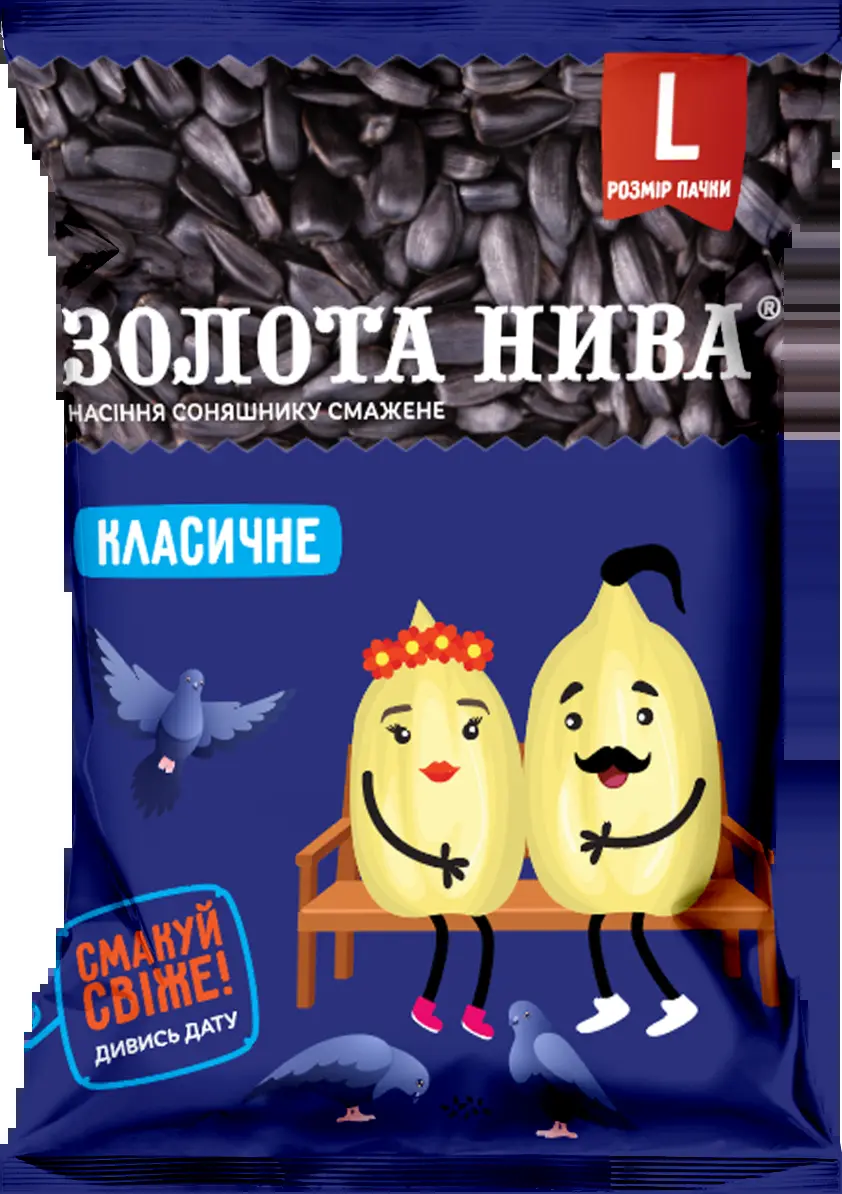 L
РОЗМІР ПАЧКИ
ЗОЛОТА НИВА®
НАСІННЯ СОНЯШНИКУ СМАЖЕНЕ
КЛАСИЧНЕ
СМАКУЙ
СВІЖЕ!
ДИВИСЬ ДАТУ